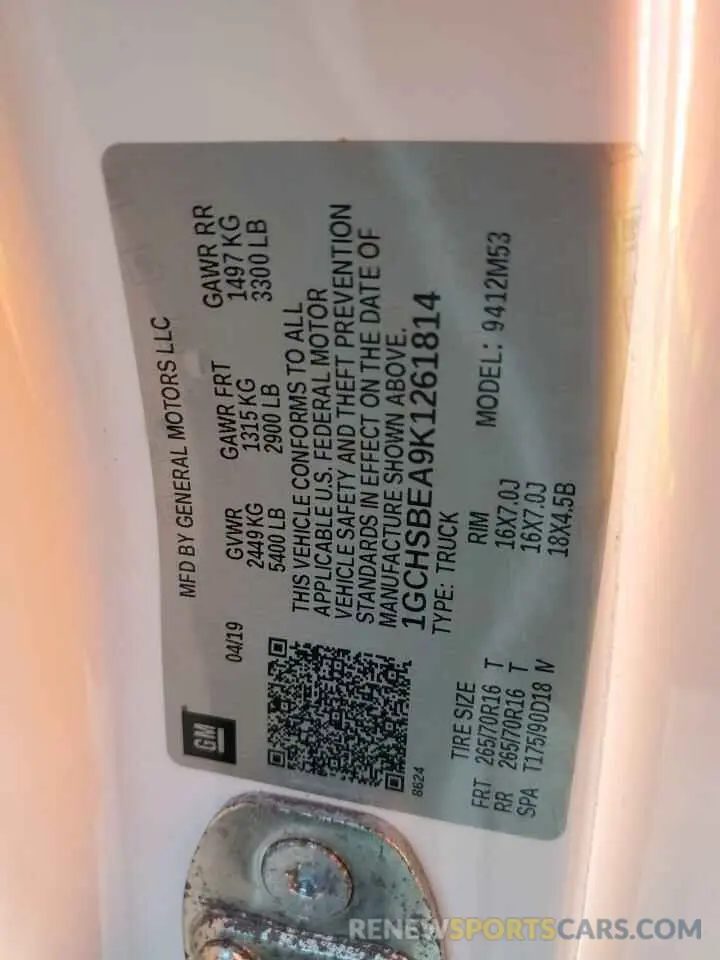 MFD BY GENERAL MOTORS LLC
GM
04/19
GVWR GAWR FRT GAWR RR
2449 KG 1315 KG 1497 KG
5400 LB 2900 LB 3300 LB
THIS VEHICLE CONFORMS TO ALL
APPLICABLE U.S. FEDERAL MOTOR
VEHICLE SAFETY AND THEFT PREVENTION
STANDARDS IN EFFECT ON THE DATE OF
MANUFACTURE SHOWN ABOVE.
1GCHSBEA9K1261814
8624
TYPE: TRUCK MODEL: 9412M53
TIRE SIZE RIM
FRT 265/70R16 T 16X7.0J
RR 265/70R16 T 16X7.0J
SPA T175/90D18 N 18X4.5B
RENEWSPORTSCARS.COM